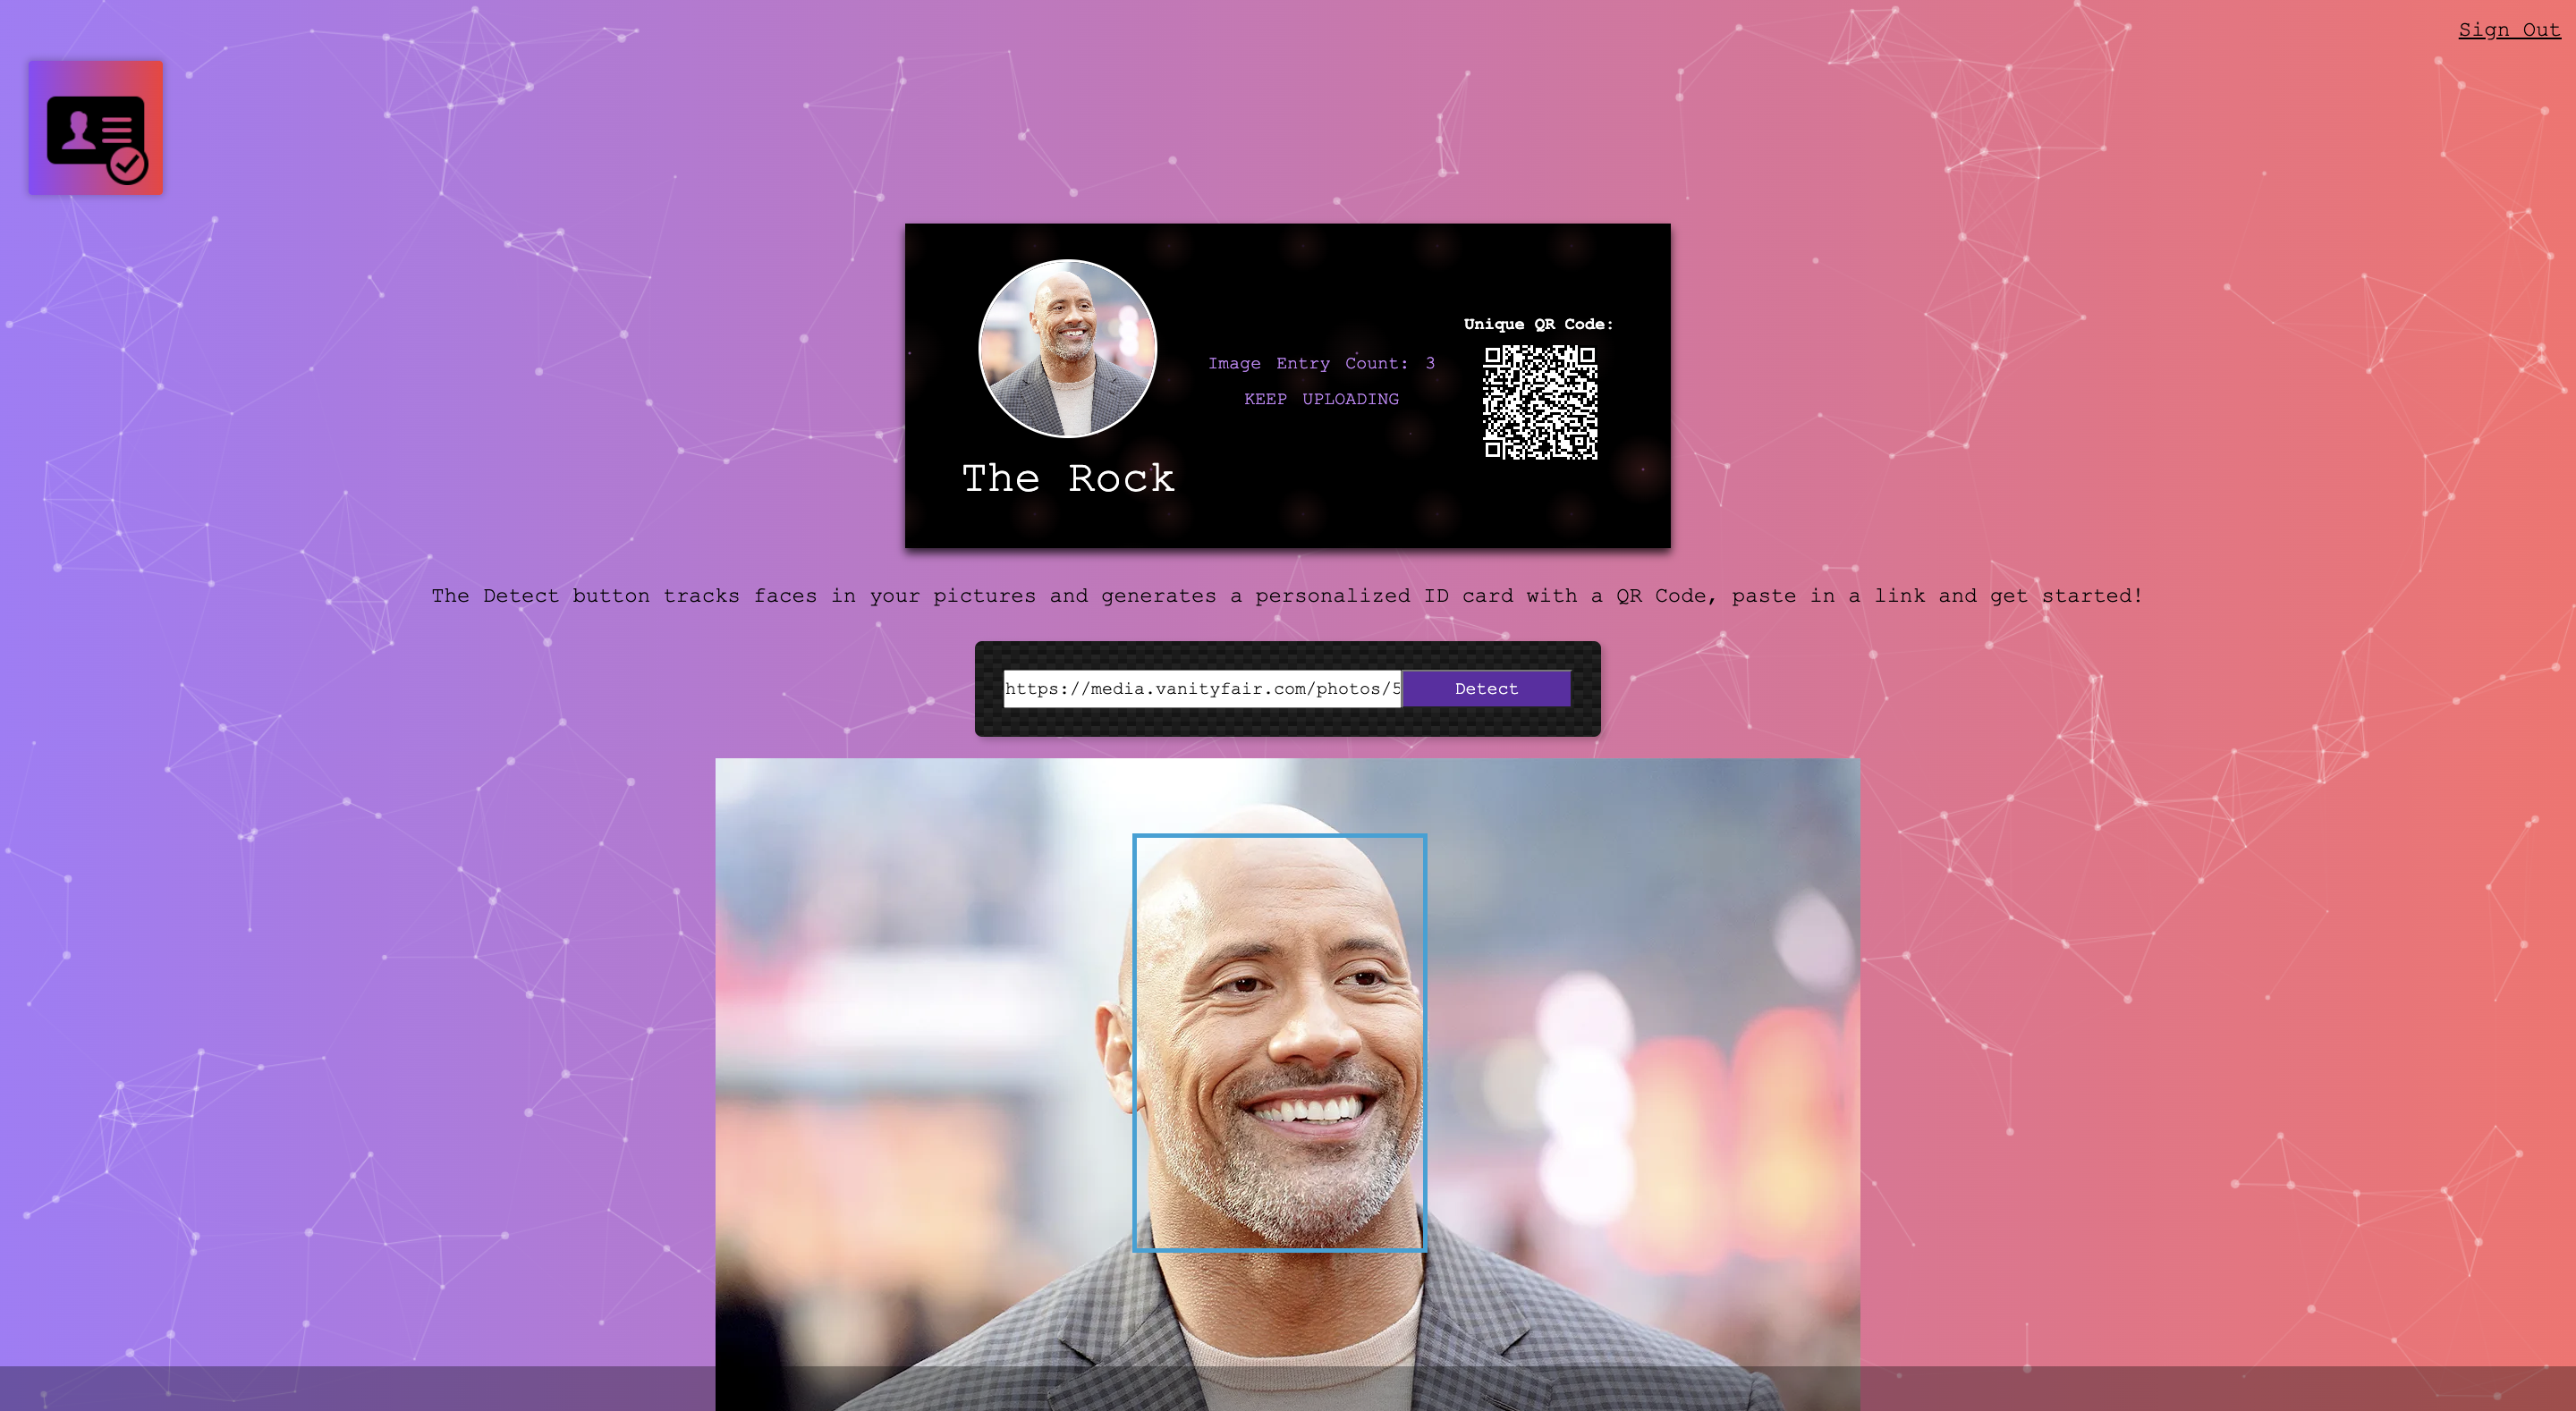 Sign Out
Unique QR Code:
Image Entry Count: 3
KEEP UPLOADING
The Rock
The Detect button tracks faces in your pictures and generates a personalized ID card with a QR Code, paste in a link and get started!
https://media.vanityfair.com/photos/5
Detect